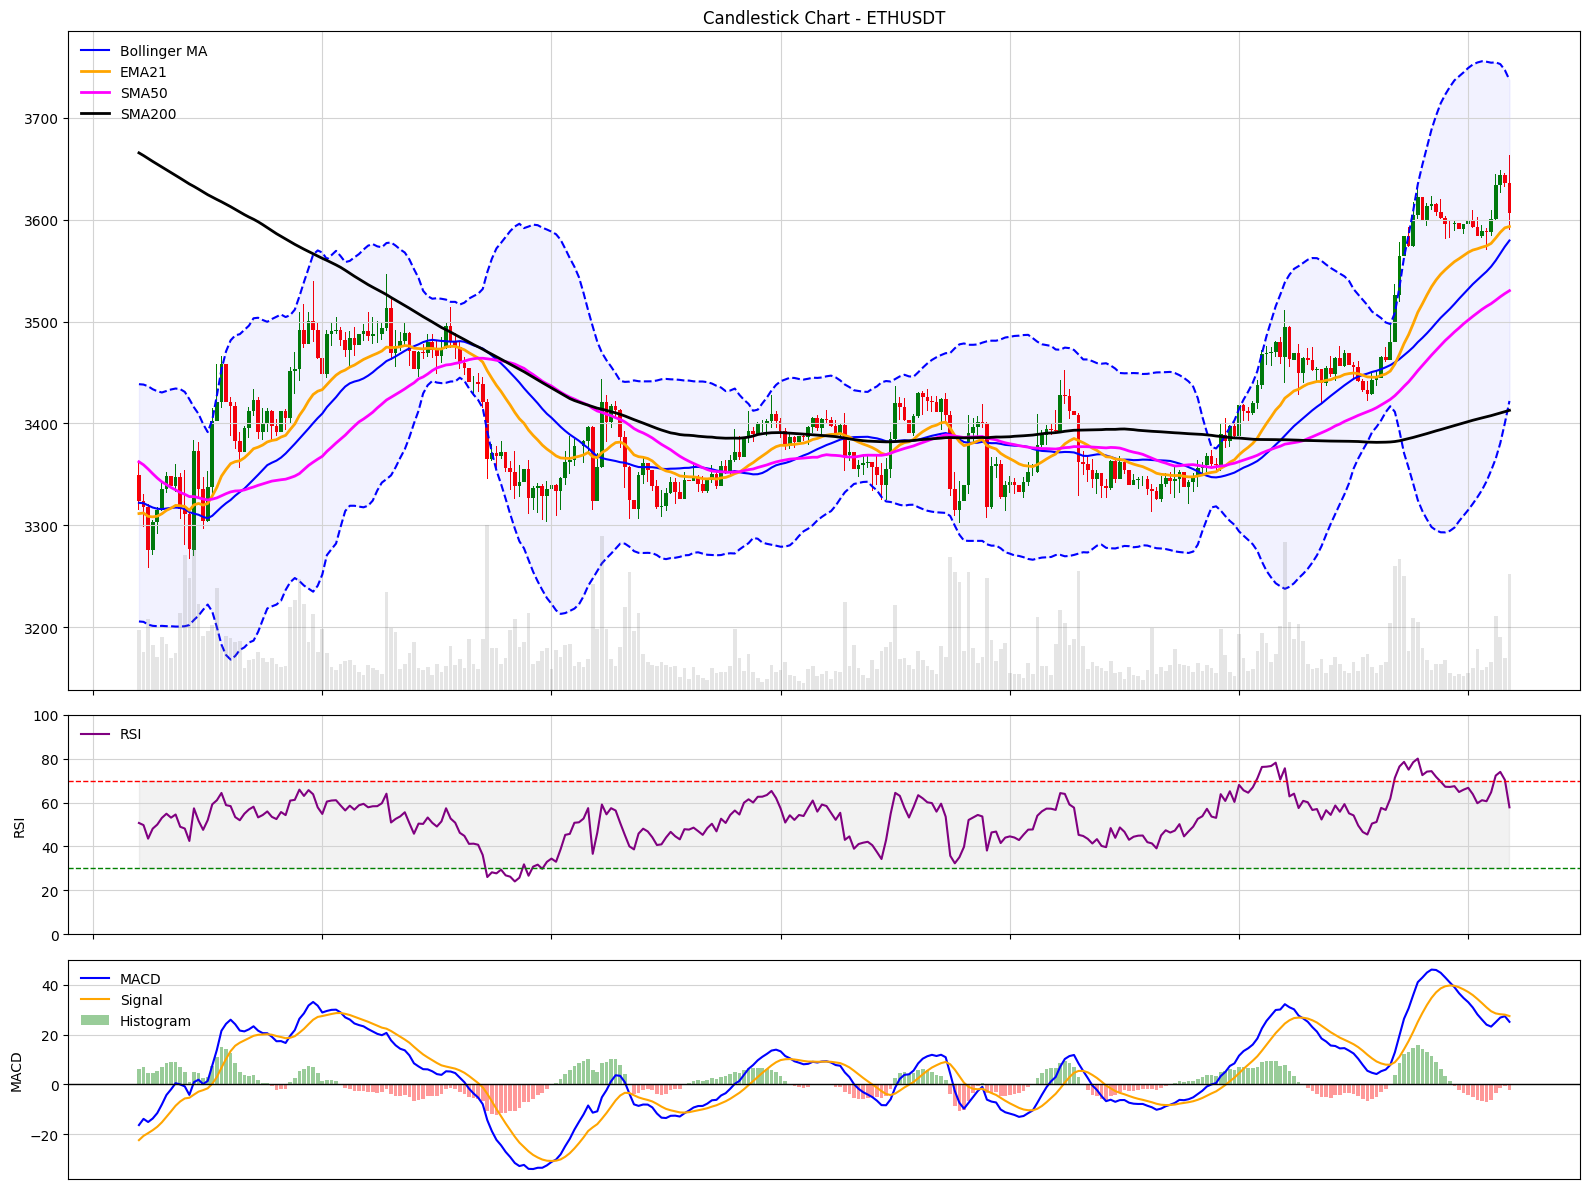 Candlestick Chart - ETHUSDT
Bollinger MA
EMA21
SMA50
SMA200
3700
3600
3500
3400
3300
3200
100
80
60
40
20
0
RSI
RSI
MACD
Signal
Histogram
40
20
0
−20
MACD